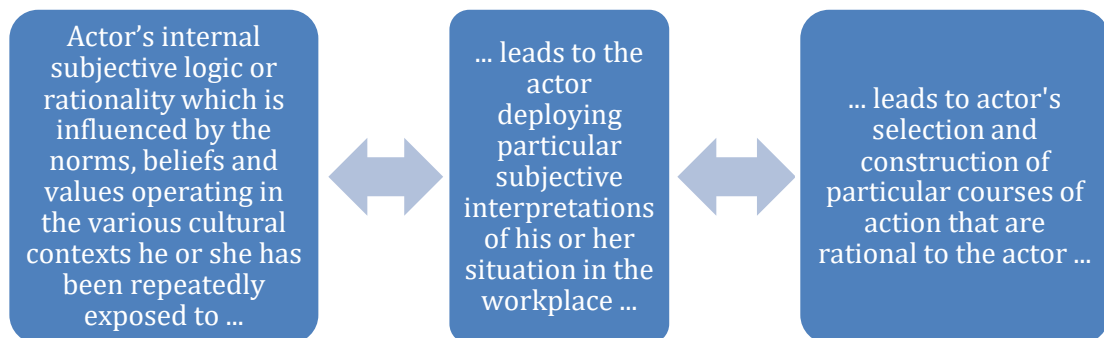 Actor’s internal
subjective logic or
rationality which is
influenced by the
norms, beliefs and
values operating in
the various cultural
contexts he or she has
been repeatedly
exposed to ...
... leads to the
actor
deploying
particular
subjective
interpretations
of his or her
situation in the
workplace ...
... leads to actor's
selection and
construction of
particular courses of
action that are
rational to the actor ...